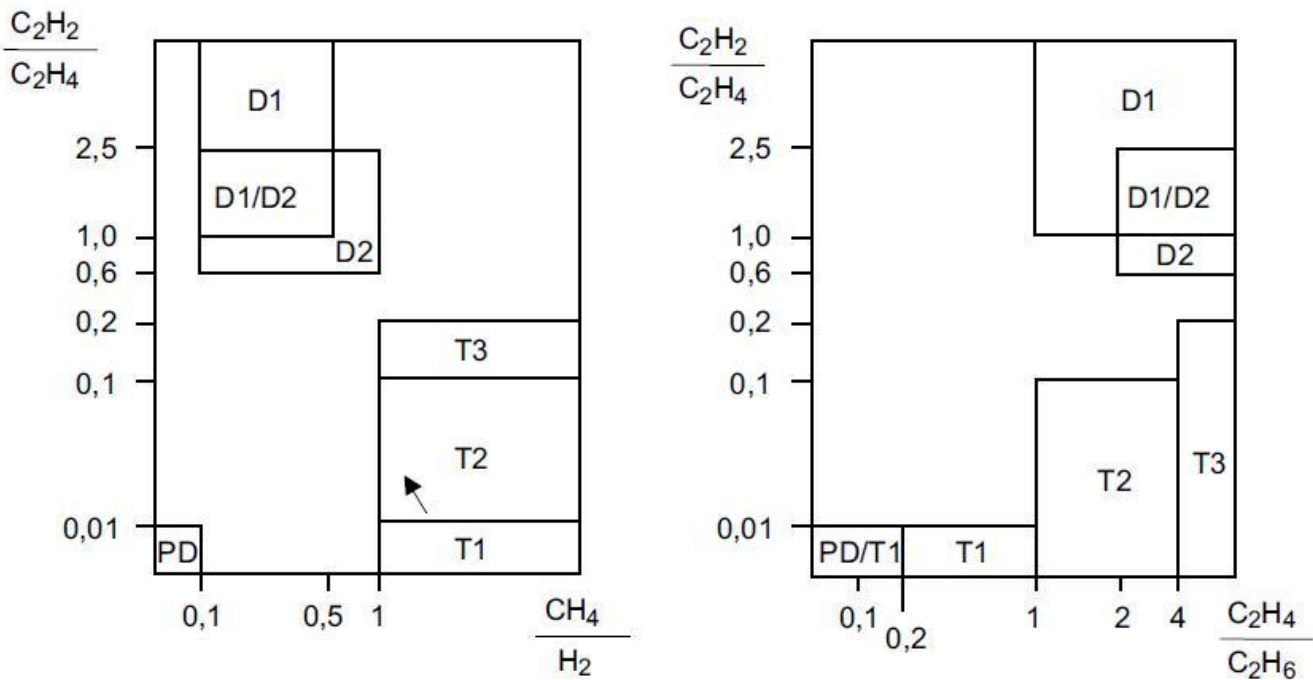 C₂H₂
C₂H₄
D1
2,5
D1/D2
1,0
D2
0,6
0,2
T3
0,1
T2
0,01
PD
T1
0,1
0,5
1
CH₄
H₂
C₂H₂
C₂H₄
D1
2,5
D1/D2
1,0
D2
0,6
0,2
0,1
T2
T3
0,01
PD/T1
T1
0,1
0,2
1
2
4
C₂H₄
C₂H₆